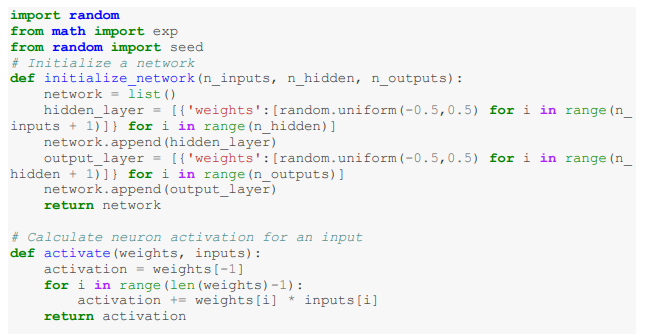 import random
from math import exp
from random import seed
# Initialize a network
def initialize_network(n_inputs, n_hidden, n_outputs):
    network = list()
    hidden_layer = [{'weights':[random.uniform(-0.5,0.5) for i in range(n_
inputs + 1)]} for i in range(n_hidden)]
    network.append(hidden_layer)
    output_layer = [{'weights':[random.uniform(-0.5,0.5) for i in range(n_
hidden + 1)]} for i in range(n_outputs)]
    network.append(output_layer)
    return network

# Calculate neuron activation for an input
def activate(weights, inputs):
    activation = weights[-1]
    for i in range(len(weights)-1):
        activation += weights[i] * inputs[i]
    return activation